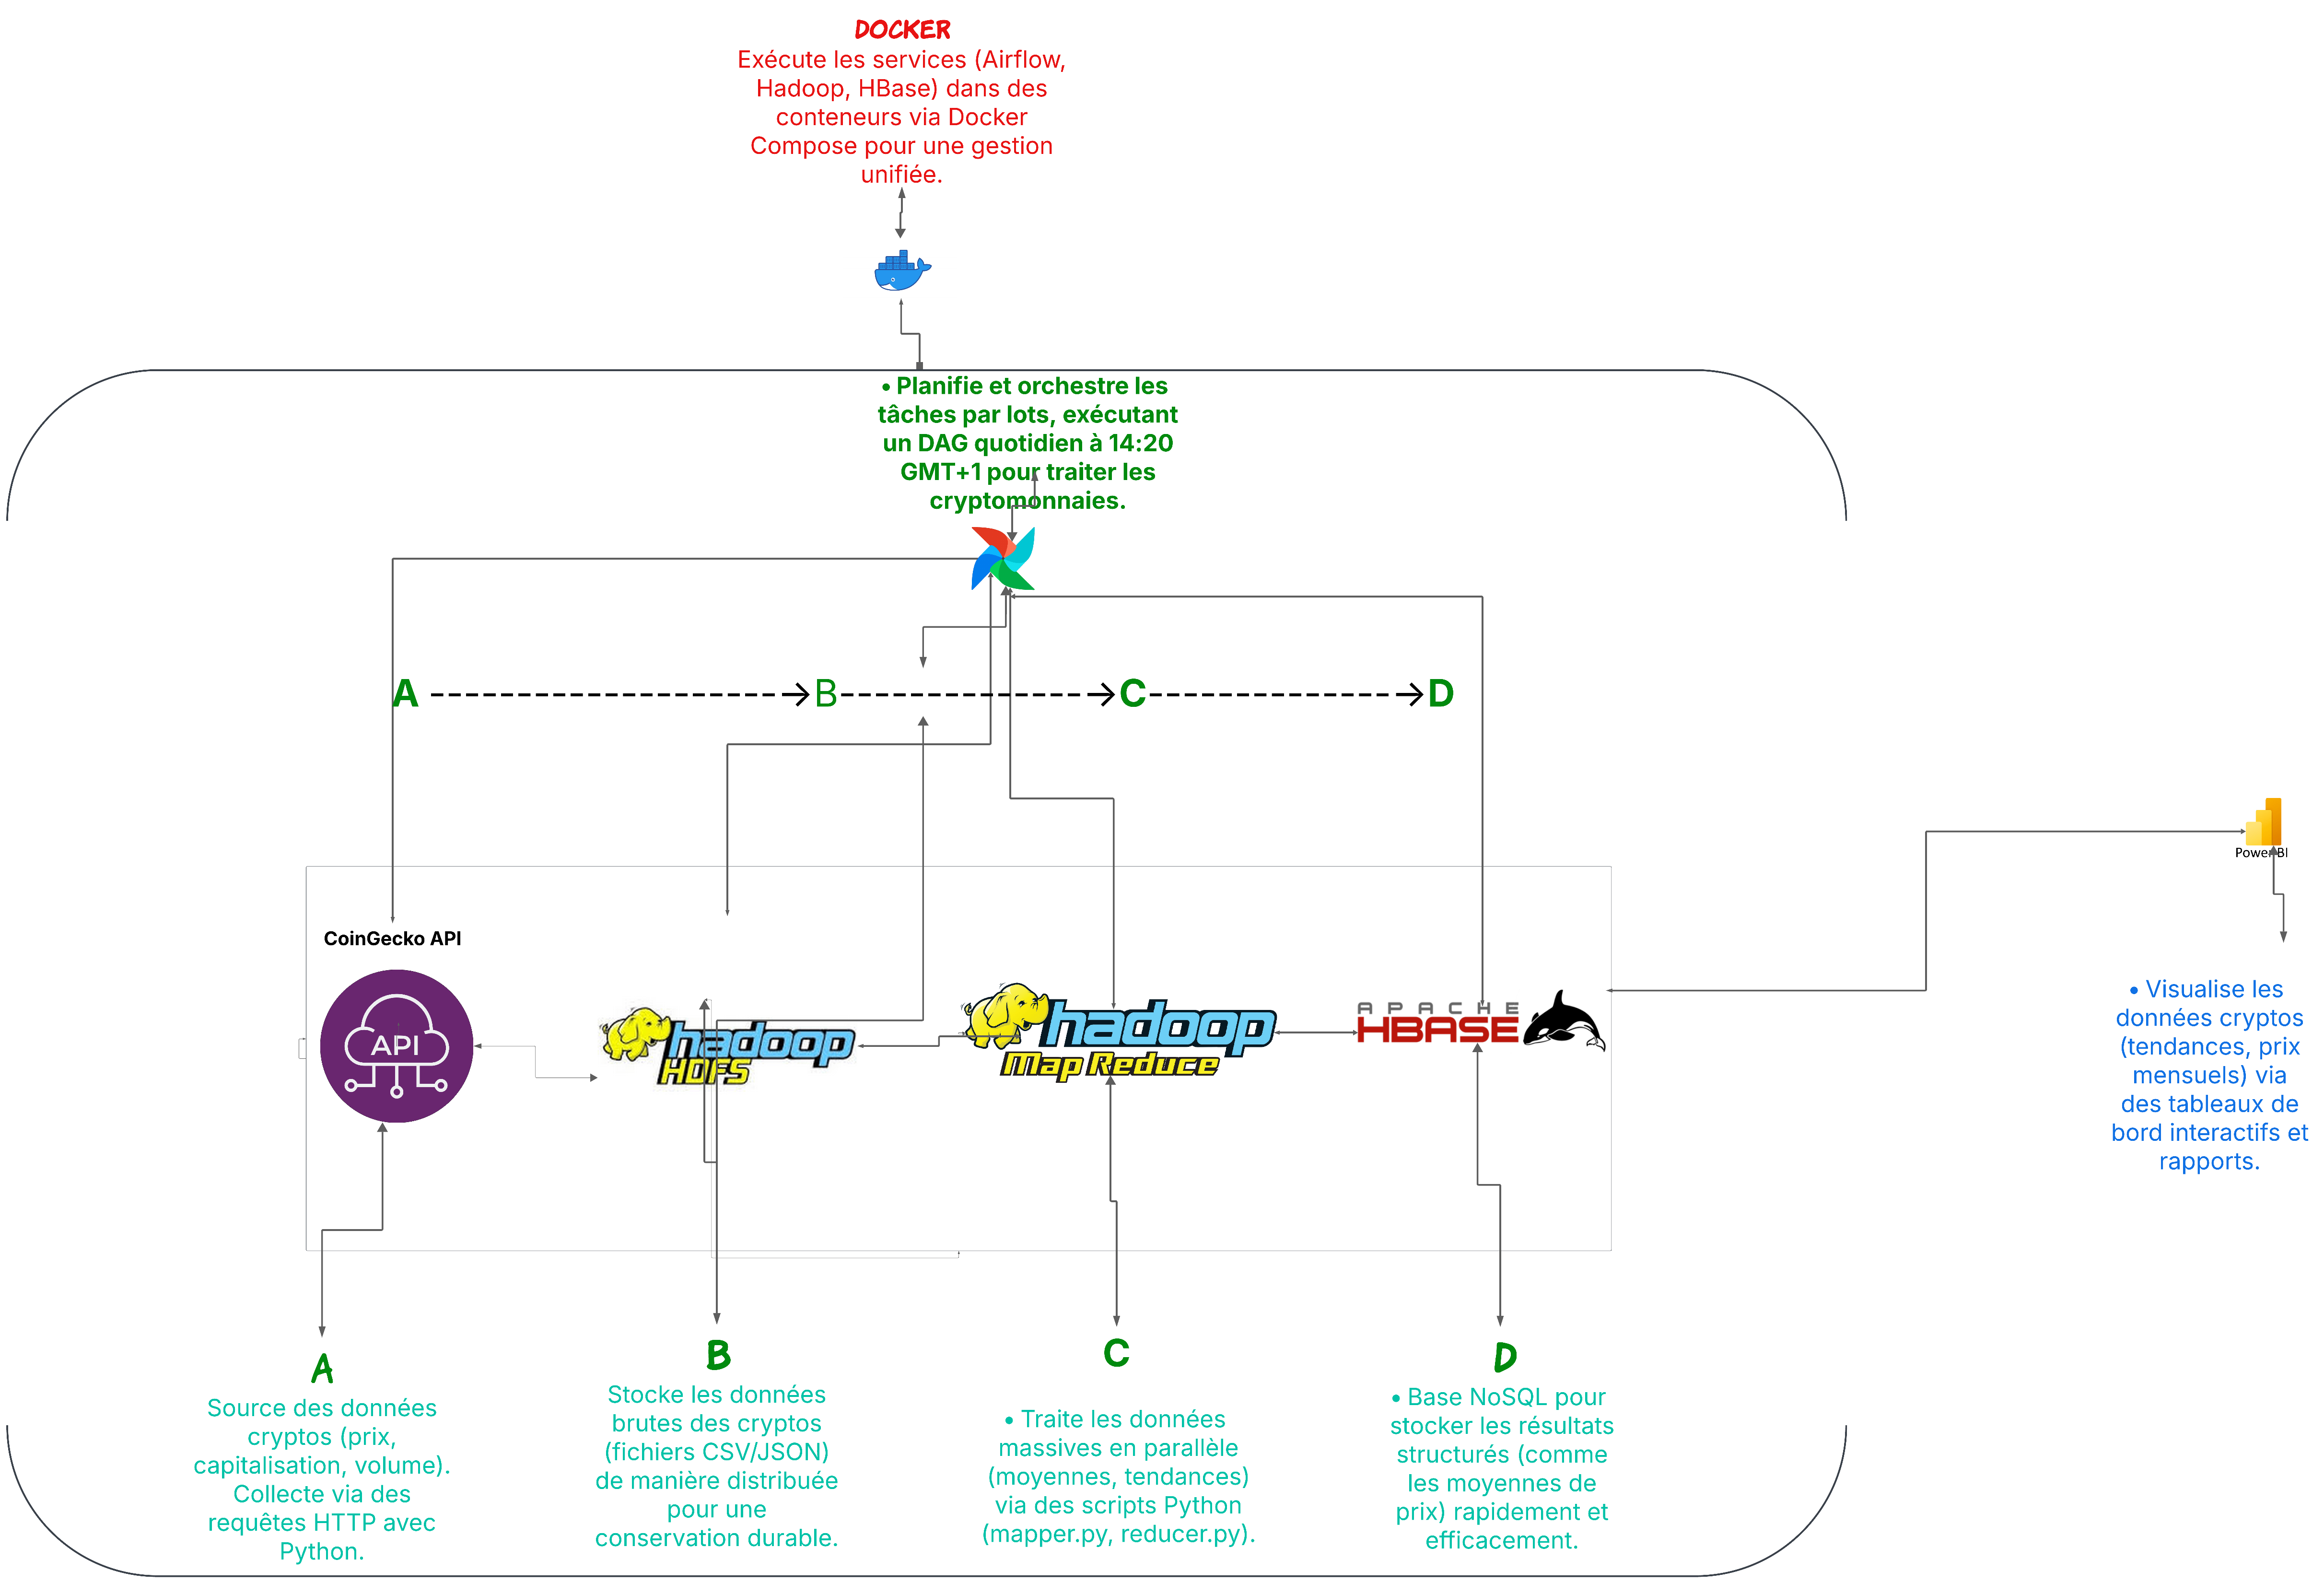 DOCKER
Exécute les services (Airflow,
Hadoop, HBase) dans des
conteneurs via Docker
Compose pour une gestion
unifiée.
• Planifie et orchestre les
tâches par lots, exécutant
un DAG quotidien à 14:20
GMT+1 pour traiter les
cryptomonnaies.
A
B
C
D
Power BI
CoinGecko API
API
hadoop
HDFS
hadoop
Map Reduce
APACHE
HBASE
• Visualise les
données cryptos
(tendances, prix
mensuels) via
des tableaux de
bord interactifs et
rapports.
A
Source des données
cryptos (prix,
capitalisation, volume).
Collecte via des
requêtes HTTP avec
Python.
B
Stocke les données
brutes des cryptos
(fichiers CSV/JSON)
de manière distribuée
pour une
conservation durable.
C
• Traite les données
massives en parallèle
(moyennes, tendances)
via des scripts Python
(mapper.py, reducer.py).
D
• Base NoSQL pour
stocker les résultats
structurés (comme
les moyennes de
prix) rapidement et
efficacement.